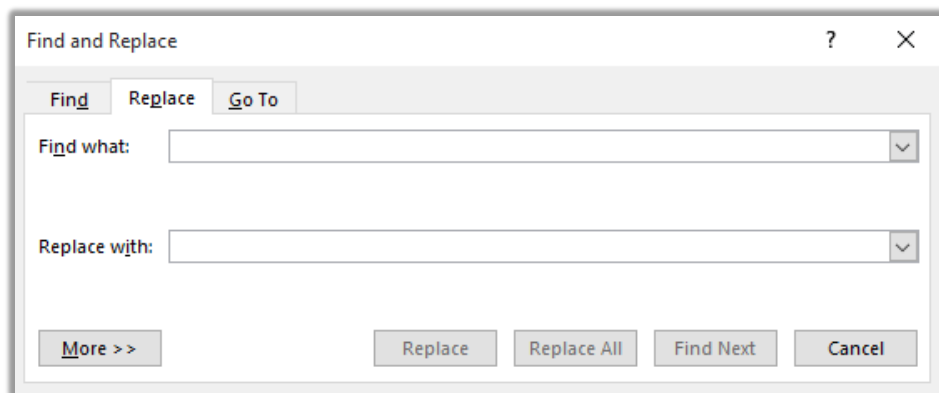 Find and Replace ? ×
Find Replace Go To
Find what:
Replace with:
More >> Replace Replace All Find Next Cancel